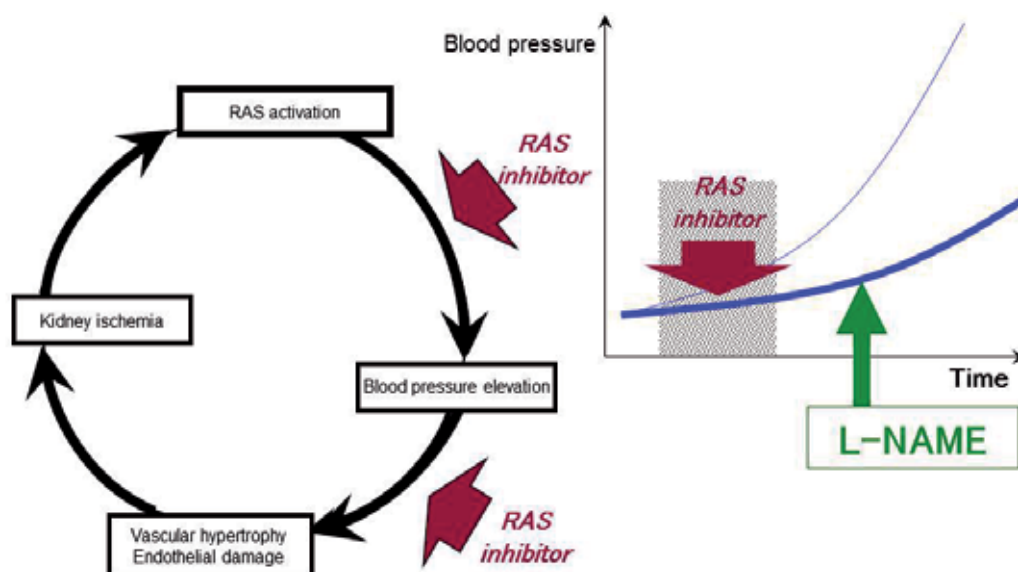 RAS activation
RAS
inhibitor
Kidney ischemia
Blood pressure elevation
Vascular hypertrophy
Endothelial damage
RAS
inhibitor
Blood pressure
RAS
inhibitor
Time
L-NAME